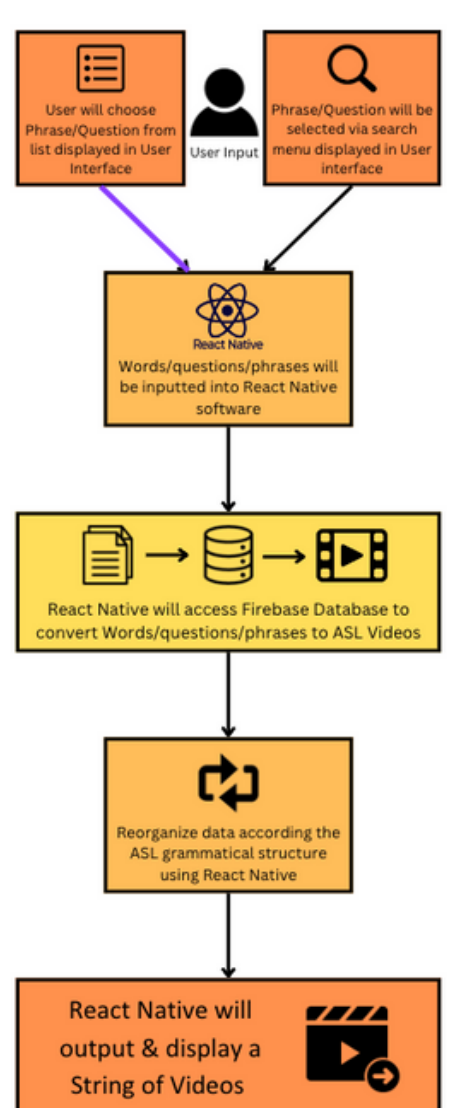 User will choose
Phrase/Question from
list displayed in User
Interface
User Input
Phrase/Question will be
selected via search
menu displayed in User
interface
React Native
Words/questions/phrases will
be inputted into React Native
software
React Native will access Firebase Database to
convert Words/questions/phrases to ASL Videos
Reorganize data according the
ASL grammatical structure
using React Native
React Native will
output & display a
String of Videos